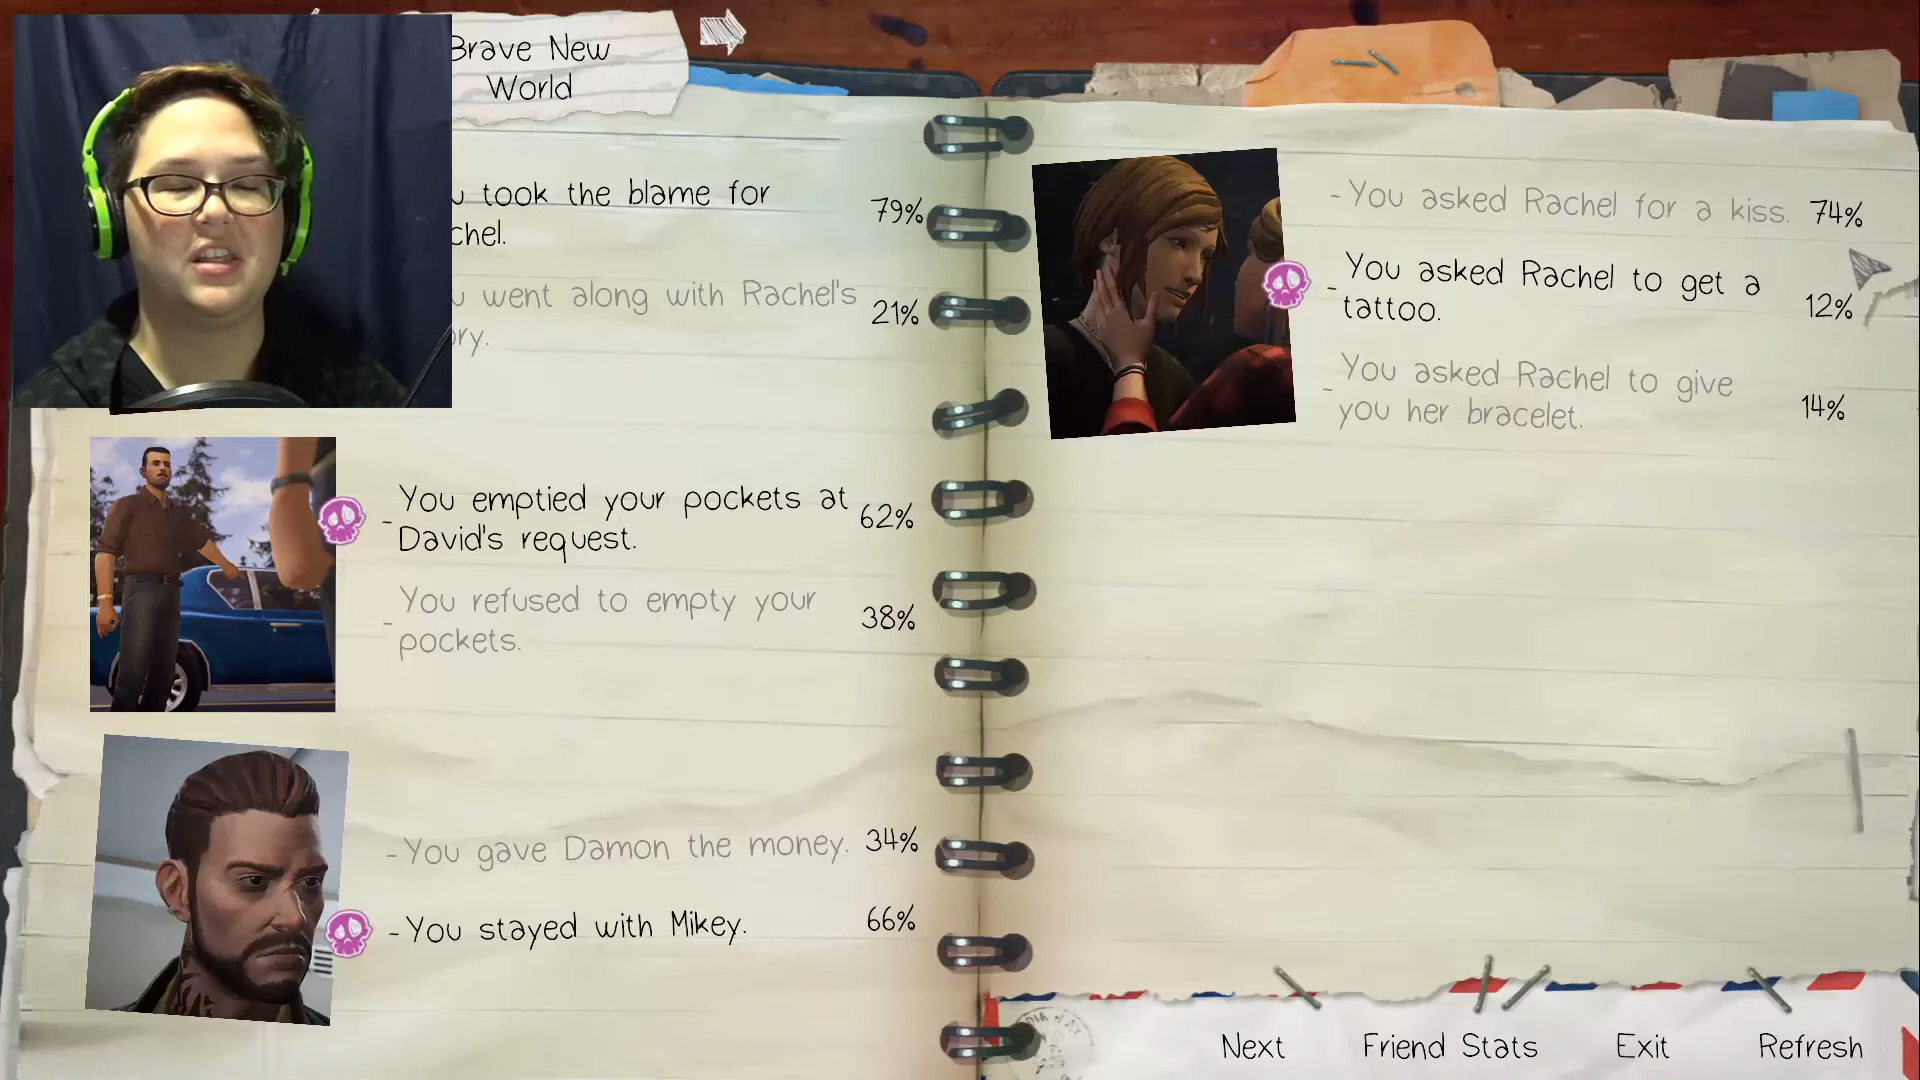 Brave New
World
took the blame for
79%
chel.
went along with Rachel's
21%
ory.
- You emptied your pockets at
David's request.
62%
- You refused to empty your
pockets.
38%
- You gave Damon the money. 34%
- You stayed with Mikey. 66%
- You asked Rachel for a kiss. 74%
- You asked Rachel to get a
tattoo.
12%
- You asked Rachel to give
you her bracelet.
14%
Next Friend Stats Exit Refresh